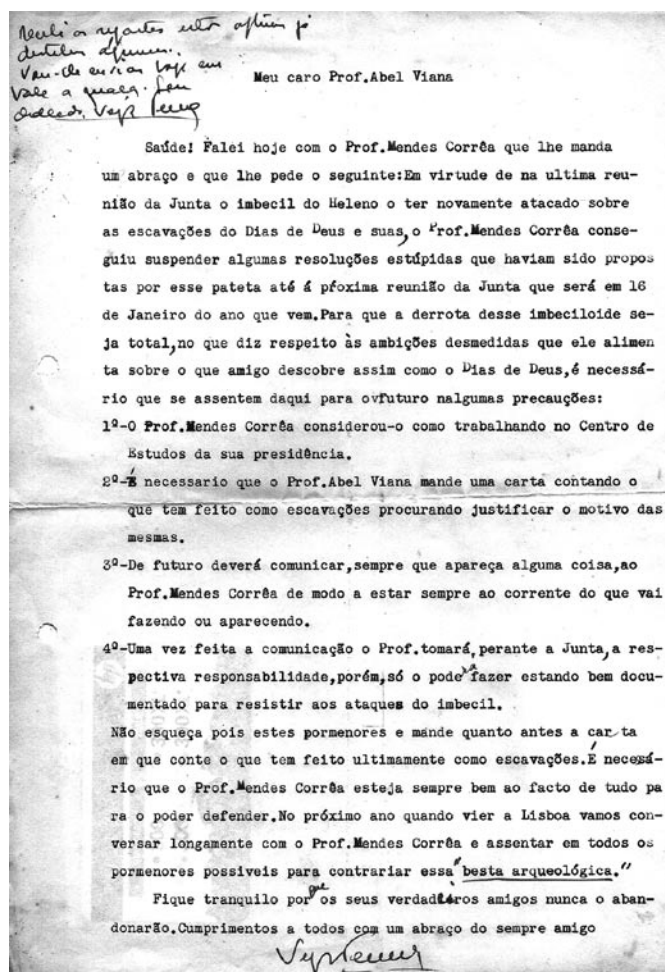 já
Vale a
Meu caro Prof.Abel Viana
Saúde! Falei hoje com o Prof.Mendes Corrêa que lhe manda
um abraço e que lhe pede o seguinte:Em virtude de na ultima reu-
nião da Junta o imbecil do Heleno o ter novamente atacado sobre
as escavações do Dias de Deus e suas,o Prof.Mendes Corrêa conse-
guiu suspender algumas resoluções estúpidas que haviam sido propos
tas por esse pateta até á próxima reunião da Junta que será em 16
de Janeiro do ano que vem.Para que a derrota desse imbeciloide se-
ja total,no que diz respeito às ambições desmedidas que ele alimen
ta sobre o que amigo descobre assim como o Dias de Deus,é necessá-
rio que se assentem daqui para ovfuturo nalgumas precauções:
1º-O Prof.Mendes Corrêa considerou-o como trabalhando no Centro de
Estudos da sua presidência.
2º-É necessario que o Prof.Abel Viana mande uma carta contando o
que tem feito como escavações procurando justificar o motivo das
mesmas.
3º-De futuro deverá comunicar,sempre que apareça alguma coisa,ao
Prof.Mendes Corrêa de modo a estar sempre ao corrente do que vai
fazendo ou aparecendo.
4º-Uma vez feita a comunicação o Prof.tomará,perante a Junta,a res-
pectiva responsabilidade,porém,só o poderá fazer estando bem docu-
mentado para resistir aos ataques do imbecil.
Não esqueça pois estes pormenores e mande quanto antes a carta
em que conte o que tem feito ultimamente como escavações.É necessá-
rio que o Prof.Mendes Corrêa esteja sempre bem ao facto de tudo pa
ra o poder defender.No próximo ano quando vier a Lisboa vamos con-
versar longamente com o Prof.Mendes Corrêa e assentar em todos os
pormenores possiveis para contrariar essa "besta arqueológica."
Fique tranquilo porque os seus verdadeiros amigos nunca o aban-
donarão.Cumprimentos a todos com um abraço do sempre amigo